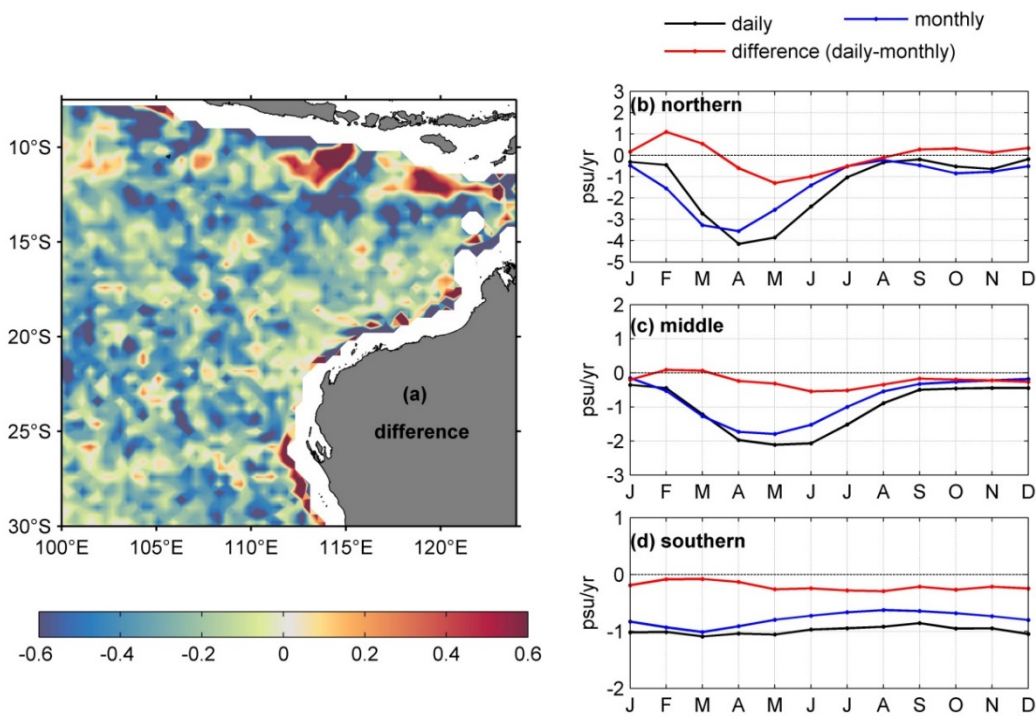 daily
monthly
difference (daily-monthly)
10°S
15°S
20°S
25°S
30°S
100°E 105°E 110°E 115°E 120°E
(a)
difference
-0.6 -0.4 -0.2 0 0.2 0.4 0.6
(b) northern
psu/yr
3
2
1
0
-1
-2
-3
-4
-5
J F M A M J J A S O N D
(c) middle
psu/yr
2
1
0
-1
-2
-3
J F M A M J J A S O N D
(d) southern
psu/yr
1
0
-1
-2
J F M A M J J A S O N D